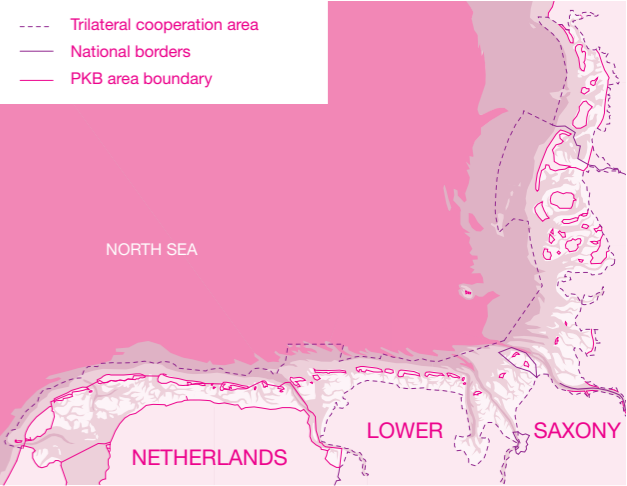 Trilateral cooperation area
National borders
PKB area boundary
NORTH SEA
LOWER SAXONY
NETHERLANDS